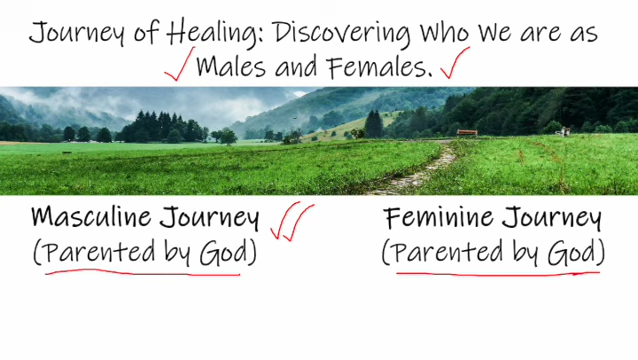 Journey of Healing: Discovering Who We are as
Males and Females.
Masculine Journey
(Parented by God)
Feminine Journey
(Parented by God)